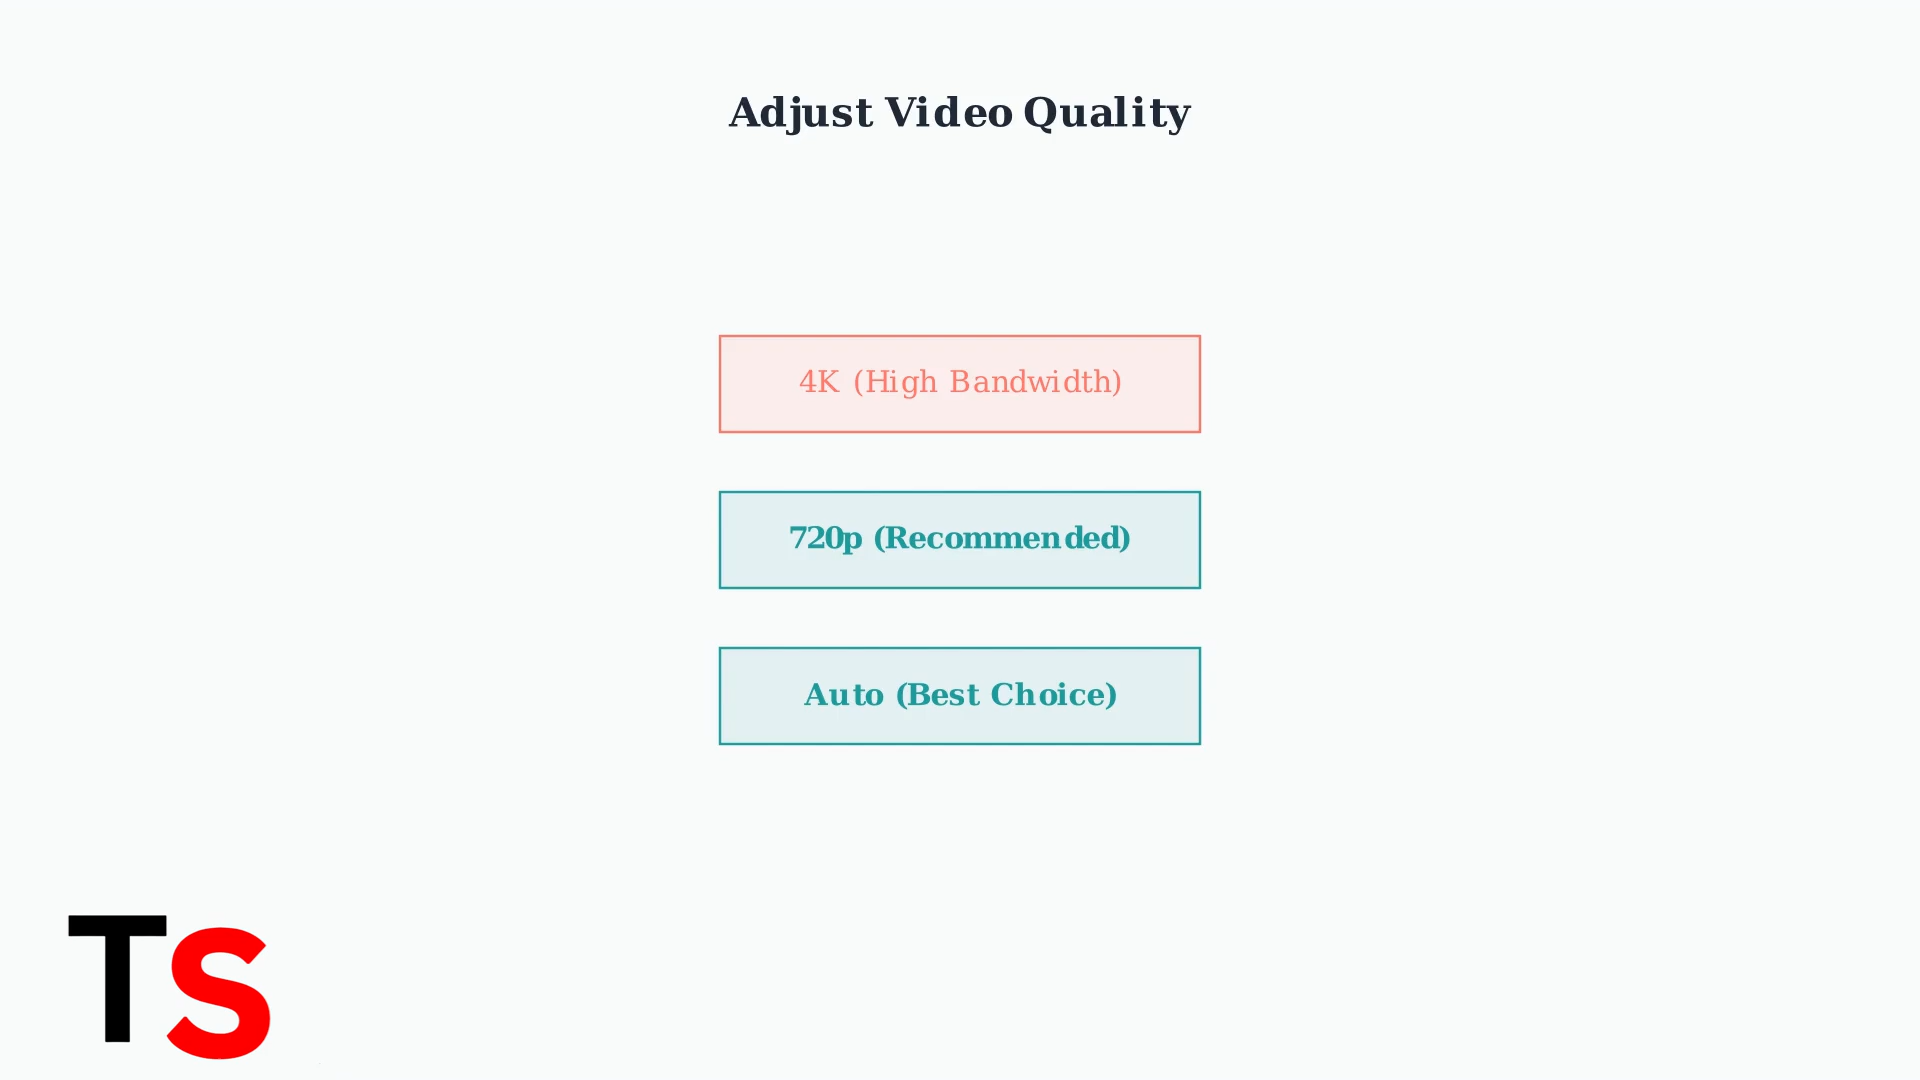 Adjust Video Quality
4K (High Bandwidth)
720p (Recommended)
Auto (Best Choice)
TS